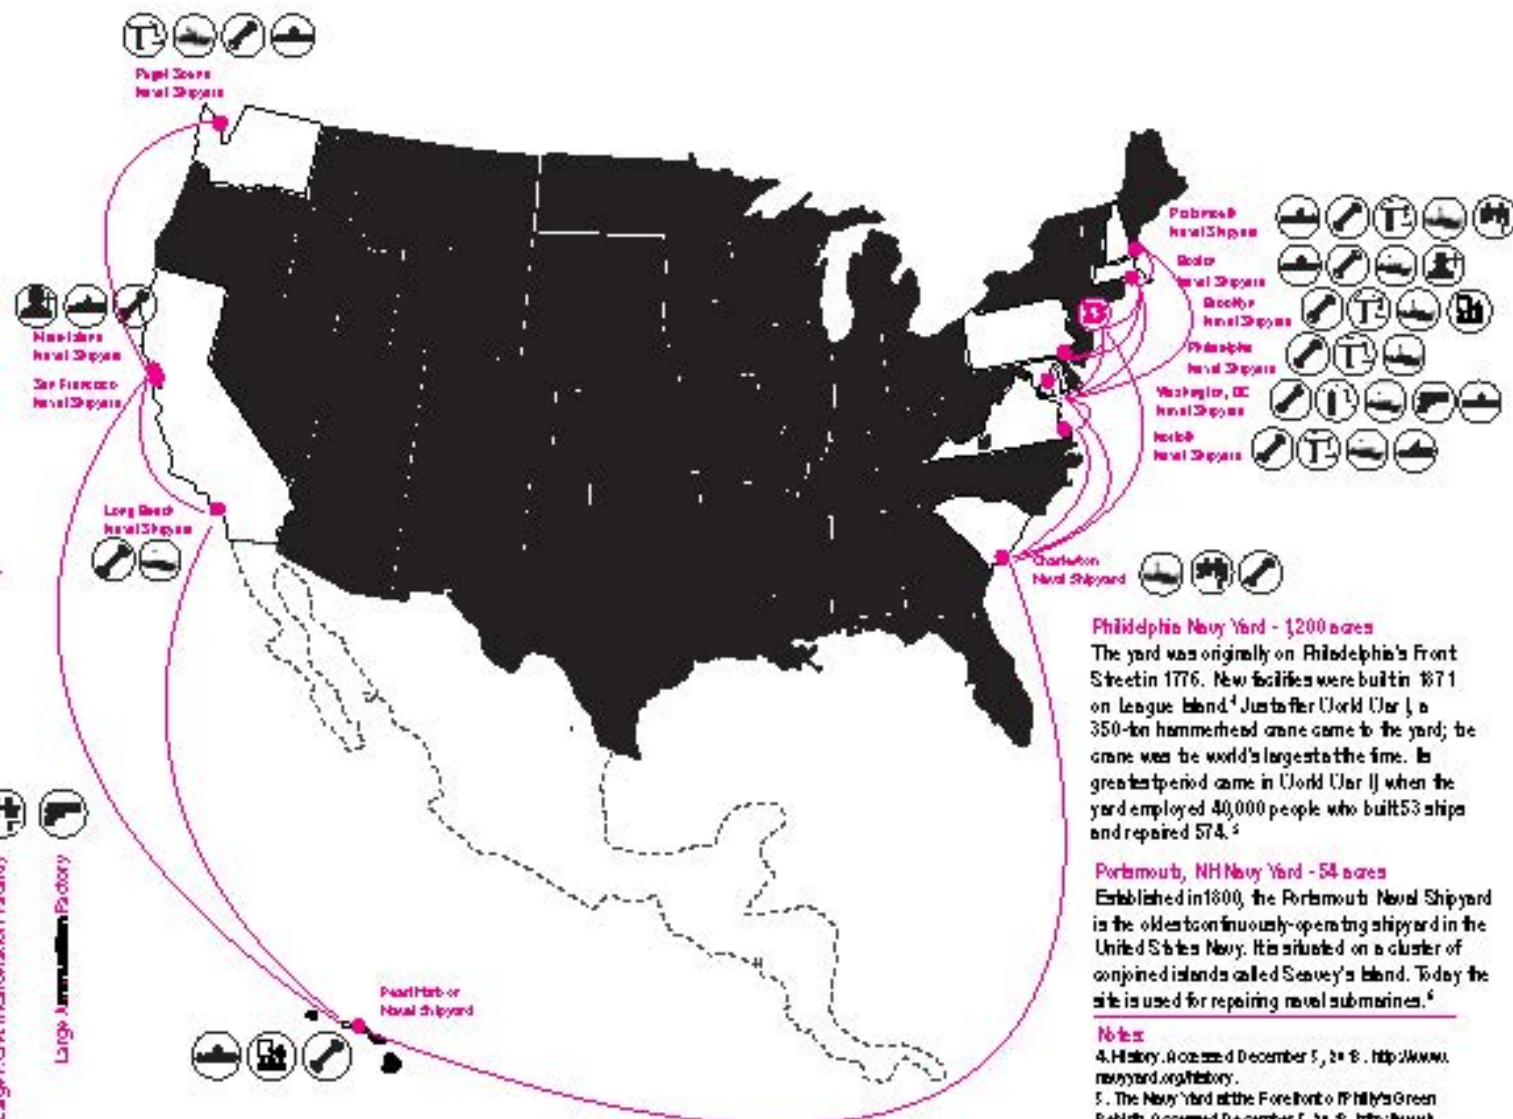 Puget Sound
Naval Shipyard
Mare Island
Naval Shipyard
San Francisco
Naval Shipyard
Long Beach
Naval Shipyard
Pearl Harbor
Naval Shipyard
Portsmouth
Naval Shipyard
Boston
Naval Shipyard
Brooklyn
Naval Shipyard
Philadelphia
Naval Shipyard
Washington, DC
Naval Shipyard
Norfolk
Naval Shipyard
Charleston
Naval Shipyard
Large Ammunition Factory
Philidelphia Navy Yard - 1,200 acres
The yard was originally on Philadelphia's Front
Street in 1776. New facilities were built in 1871
on League Island.⁴ Just after World War I, a
350-ton hammerhead crane came to the yard; the
crane was the world's largest at the time. Its
greatest period came in World War II when the
yard employed 40,000 people who built 53 ships
and repaired 574.⁵
Portsmouth, NH Navy Yard - 54 acres
Established in 1800, the Portsmouth Naval Shipyard
is the oldest continuously-operating shipyard in the
United States Navy. It is situated on a cluster of
conjoined islands called Seavey's Island. Today the
site is used for repairing naval submarines.⁶
Notes:
4. History. Accessed December 5, http://www.
navyyard.org/history.
5. The Navy Yard at the Forefront of Philly's Green